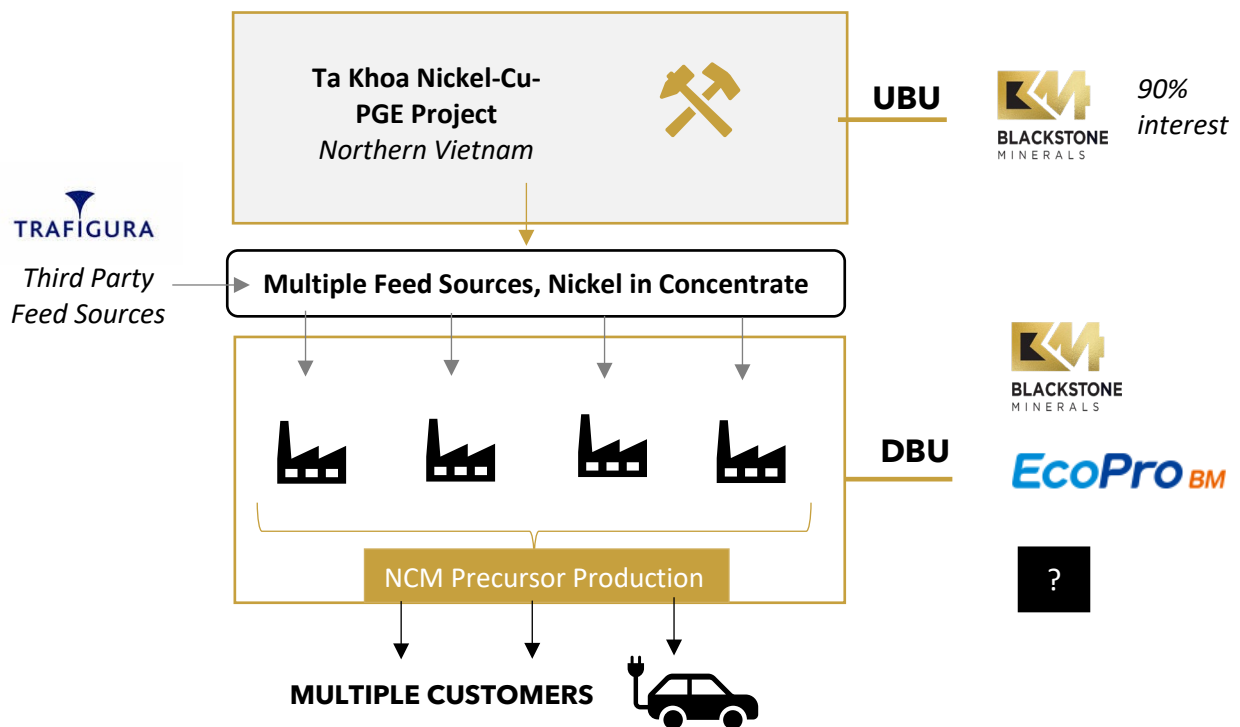 Ta Khoa Nickel-Cu-
PGE Project
Northern Vietnam
UBU
BLACKSTONE
MINERALS
90%
interest
TRAFIGURA
Third Party
Feed Sources
Multiple Feed Sources, Nickel in Concentrate
BLACKSTONE
MINERALS
DBU
EcoPro BM
NCM Precursor Production
?
MULTIPLE CUSTOMERS